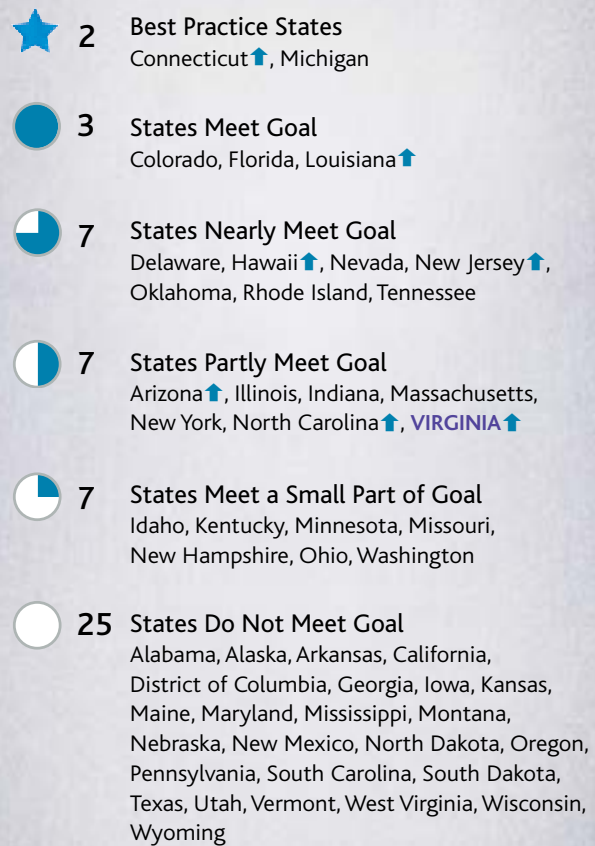 2 Best Practice States
Connecticut⬆, Michigan
3 States Meet Goal
Colorado, Florida, Louisiana⬆
7 States Nearly Meet Goal
Delaware, Hawaii⬆, Nevada, New Jersey⬆,
Oklahoma, Rhode Island, Tennessee
7 States Partly Meet Goal
Arizona⬆, Illinois, Indiana, Massachusetts,
New York, North Carolina⬆, VIRGINIA⬆
7 States Meet a Small Part of Goal
Idaho, Kentucky, Minnesota, Missouri,
New Hampshire, Ohio, Washington
25 States Do Not Meet Goal
Alabama, Alaska, Arkansas, California,
District of Columbia, Georgia, Iowa, Kansas,
Maine, Maryland, Mississippi, Montana,
Nebraska, New Mexico, North Dakota, Oregon,
Pennsylvania, South Carolina, South Dakota,
Texas, Utah, Vermont, West Virginia, Wisconsin,
Wyoming